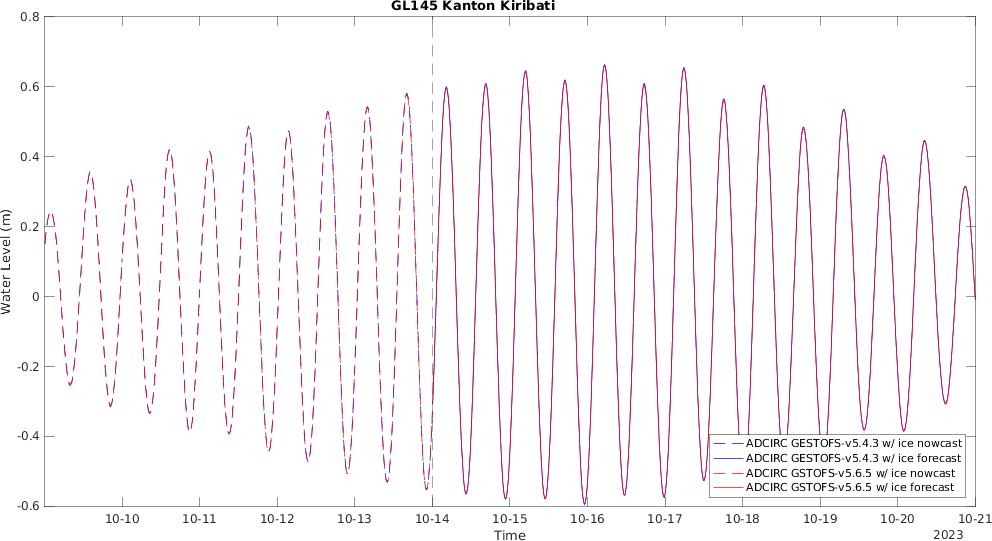 GL145 Kanton Kiribati
0.8
0.6
0.4
0.2
0
-0.2
-0.4
-0.6
Water Level (m)
ADCIRC GESTOFS-v5.4.3 w/ ice nowcast
ADCIRC GESTOFS-v5.4.3 w/ ice forecast
ADCIRC GSTOFS-v5.6.5 w/ ice nowcast
ADCIRC GSTOFS-v5.6.5 w/ ice forecast
10-10 10-11 10-12 10-13 10-14 10-15 10-16 10-17 10-18 10-19 10-20 10-21
Time
2023